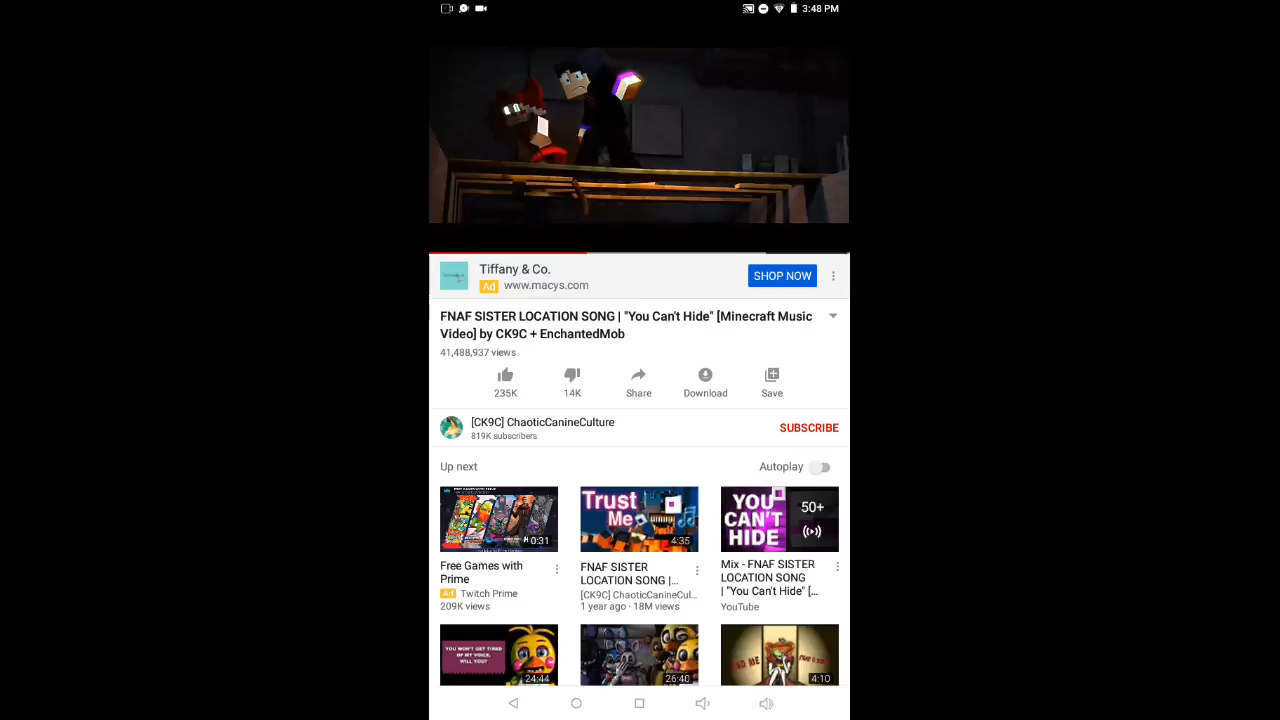 3:48 PM
Tiffany & Co.
Ad www.macys.com
SHOP NOW
FNAF SISTER LOCATION SONG | "You Can't Hide" [Minecraft Music
Video] by CK9C + EnchantedMob
41,488,937 views
235K
14K
Share
Download
Save
[CK9C] ChaoticCanineCulture
819K subscribers
SUBSCRIBE
Up next
Autoplay
0:31
Trust
Me
4:35
YOU
CAN'T
HIDE
50+
Free Games with
Prime
Ad Twitch Prime
209K views
FNAF SISTER
LOCATION SONG |...
[CK9C] ChaoticCanineCul...
1 year ago · 18M views
Mix - FNAF SISTER
LOCATION SONG
| "You Can't Hide" [...
YouTube
YOU WON'T GET TIRED
OF MY VOICE,
WILL YOU?
24:44
26:40
4:10